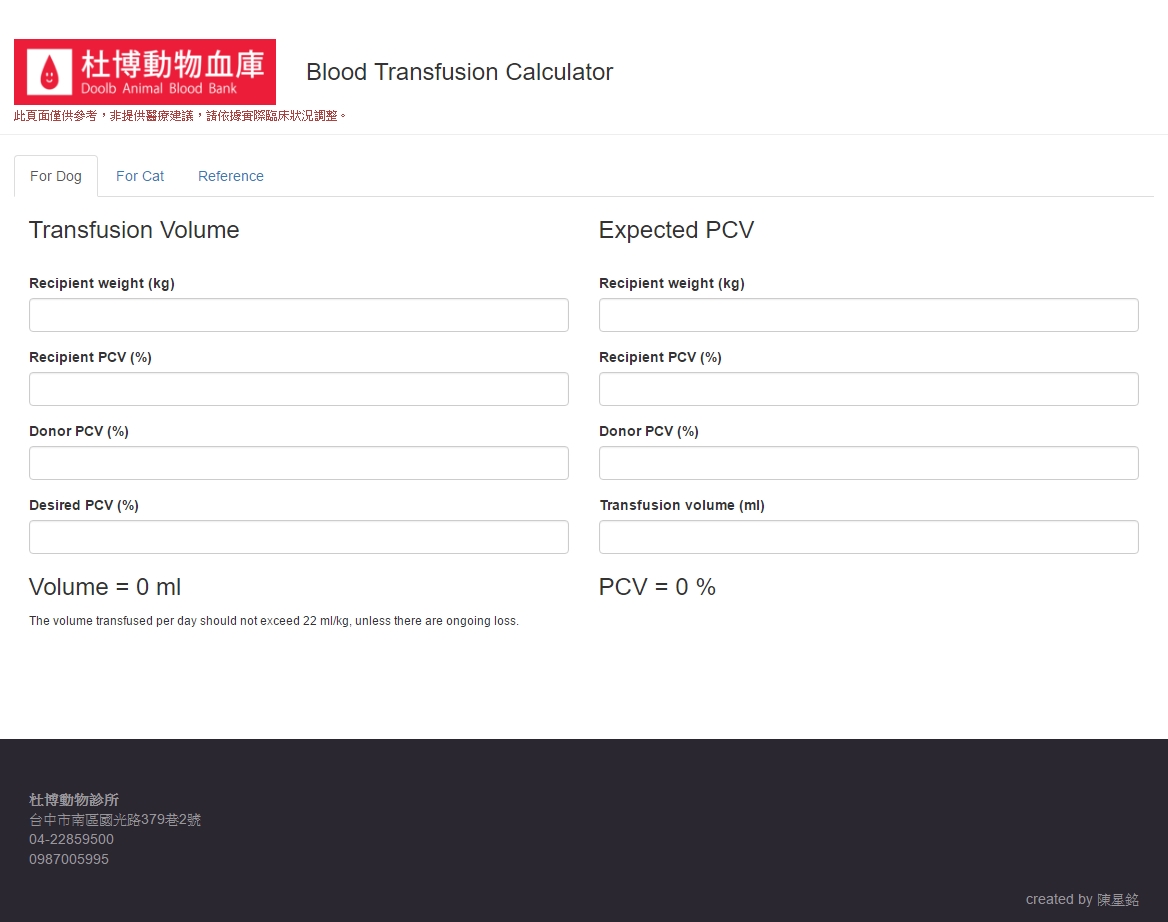 杜博動物血庫
Doolb Animal Blood Bank
Blood Transfusion Calculator
此頁面僅供參考，非提供醫療建議，請依據實際臨床狀況調整。
For Dog
For Cat
Reference
Transfusion Volume
Recipient weight (kg)
Recipient PCV (%)
Donor PCV (%)
Desired PCV (%)
Volume = 0 ml
The volume transfused per day should not exceed 22 ml/kg, unless there are ongoing loss.
Expected PCV
Recipient weight (kg)
Recipient PCV (%)
Donor PCV (%)
Transfusion volume (ml)
PCV = 0 %
杜博動物診所
台中市南區國光路379巷2號
04-22859500
0987005995
created by 陳星銘